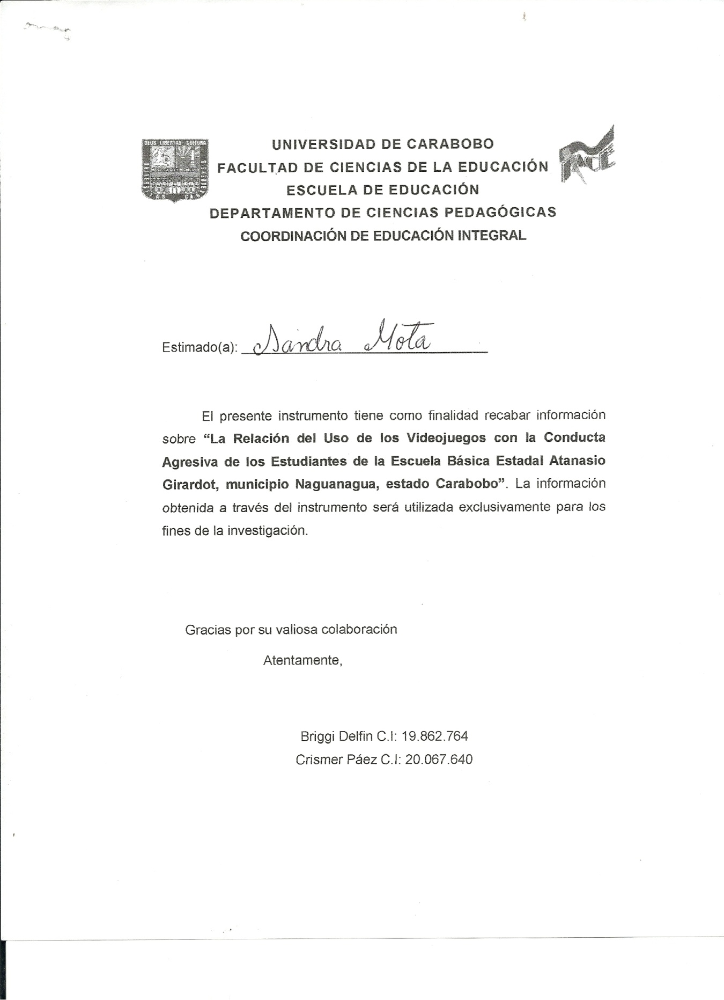 DEUS LIBERTAS CULTURA
UNIVERSIDAD DE CARABOBO
FACULTAD DE CIENCIAS DE LA EDUCACIÓN
ESCUELA DE EDUCACIÓN
DEPARTAMENTO DE CIENCIAS PEDAGÓGICAS
COORDINACIÓN DE EDUCACIÓN INTEGRAL
Estimado(a): Sandra Mota
El presente instrumento tiene como finalidad recabar información
sobre “La Relación del Uso de los Videojuegos con la Conducta
Agresiva de los Estudiantes de la Escuela Básica Estadal Atanasio
Girardot, municipio Naguanagua, estado Carabobo”. La información
obtenida a través del instrumento será utilizada exclusivamente para los
fines de la investigación.
Gracias por su valiosa colaboración
Atentamente,
Briggi Delfin C.I: 19.862.764
Crismer Páez C.I: 20.067.640